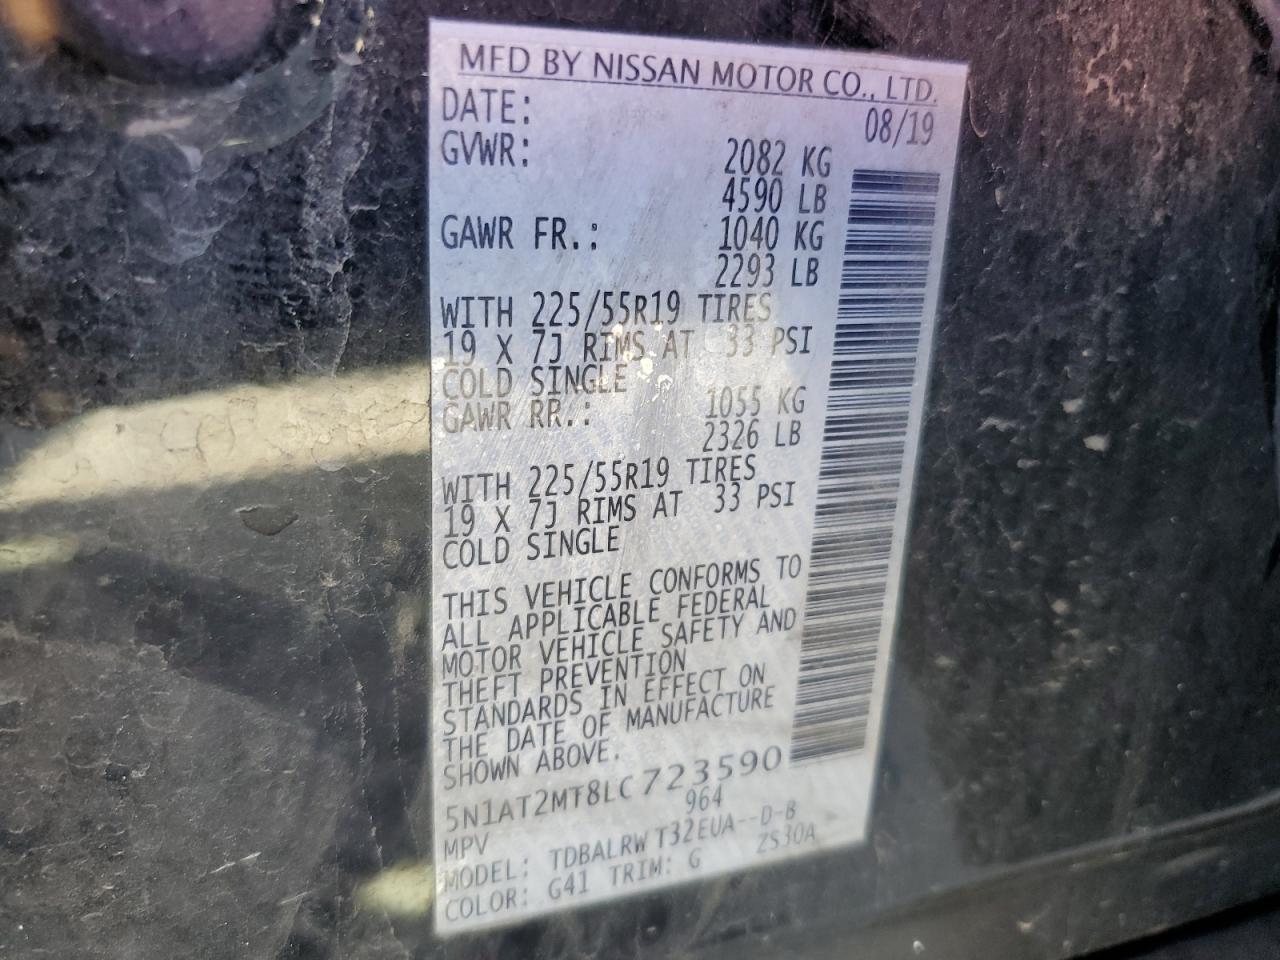 MFD BY NISSAN MOTOR CO., LTD.
DATE: 08/19
GVWR: 2082 KG
4590 LB
GAWR FR.: 1040 KG
2293 LB
WITH 225/55R19 TIRES
19 X 7J RIMS AT 33 PSI
COLD SINGLE
GAWR RR.: 1055 KG
2326 LB
WITH 225/55R19 TIRES
19 X 7J RIMS AT 33 PSI
COLD SINGLE
THIS VEHICLE CONFORMS TO
ALL APPLICABLE FEDERAL
MOTOR VEHICLE SAFETY AND
THEFT PREVENTION
STANDARDS IN EFFECT ON
THE DATE OF MANUFACTURE
SHOWN ABOVE.
5N1AT2MT8LC723590
MPV 964
MODEL: TDBALRW T32EUA--D-B
COLOR: G41 TRIM: G ZS30A